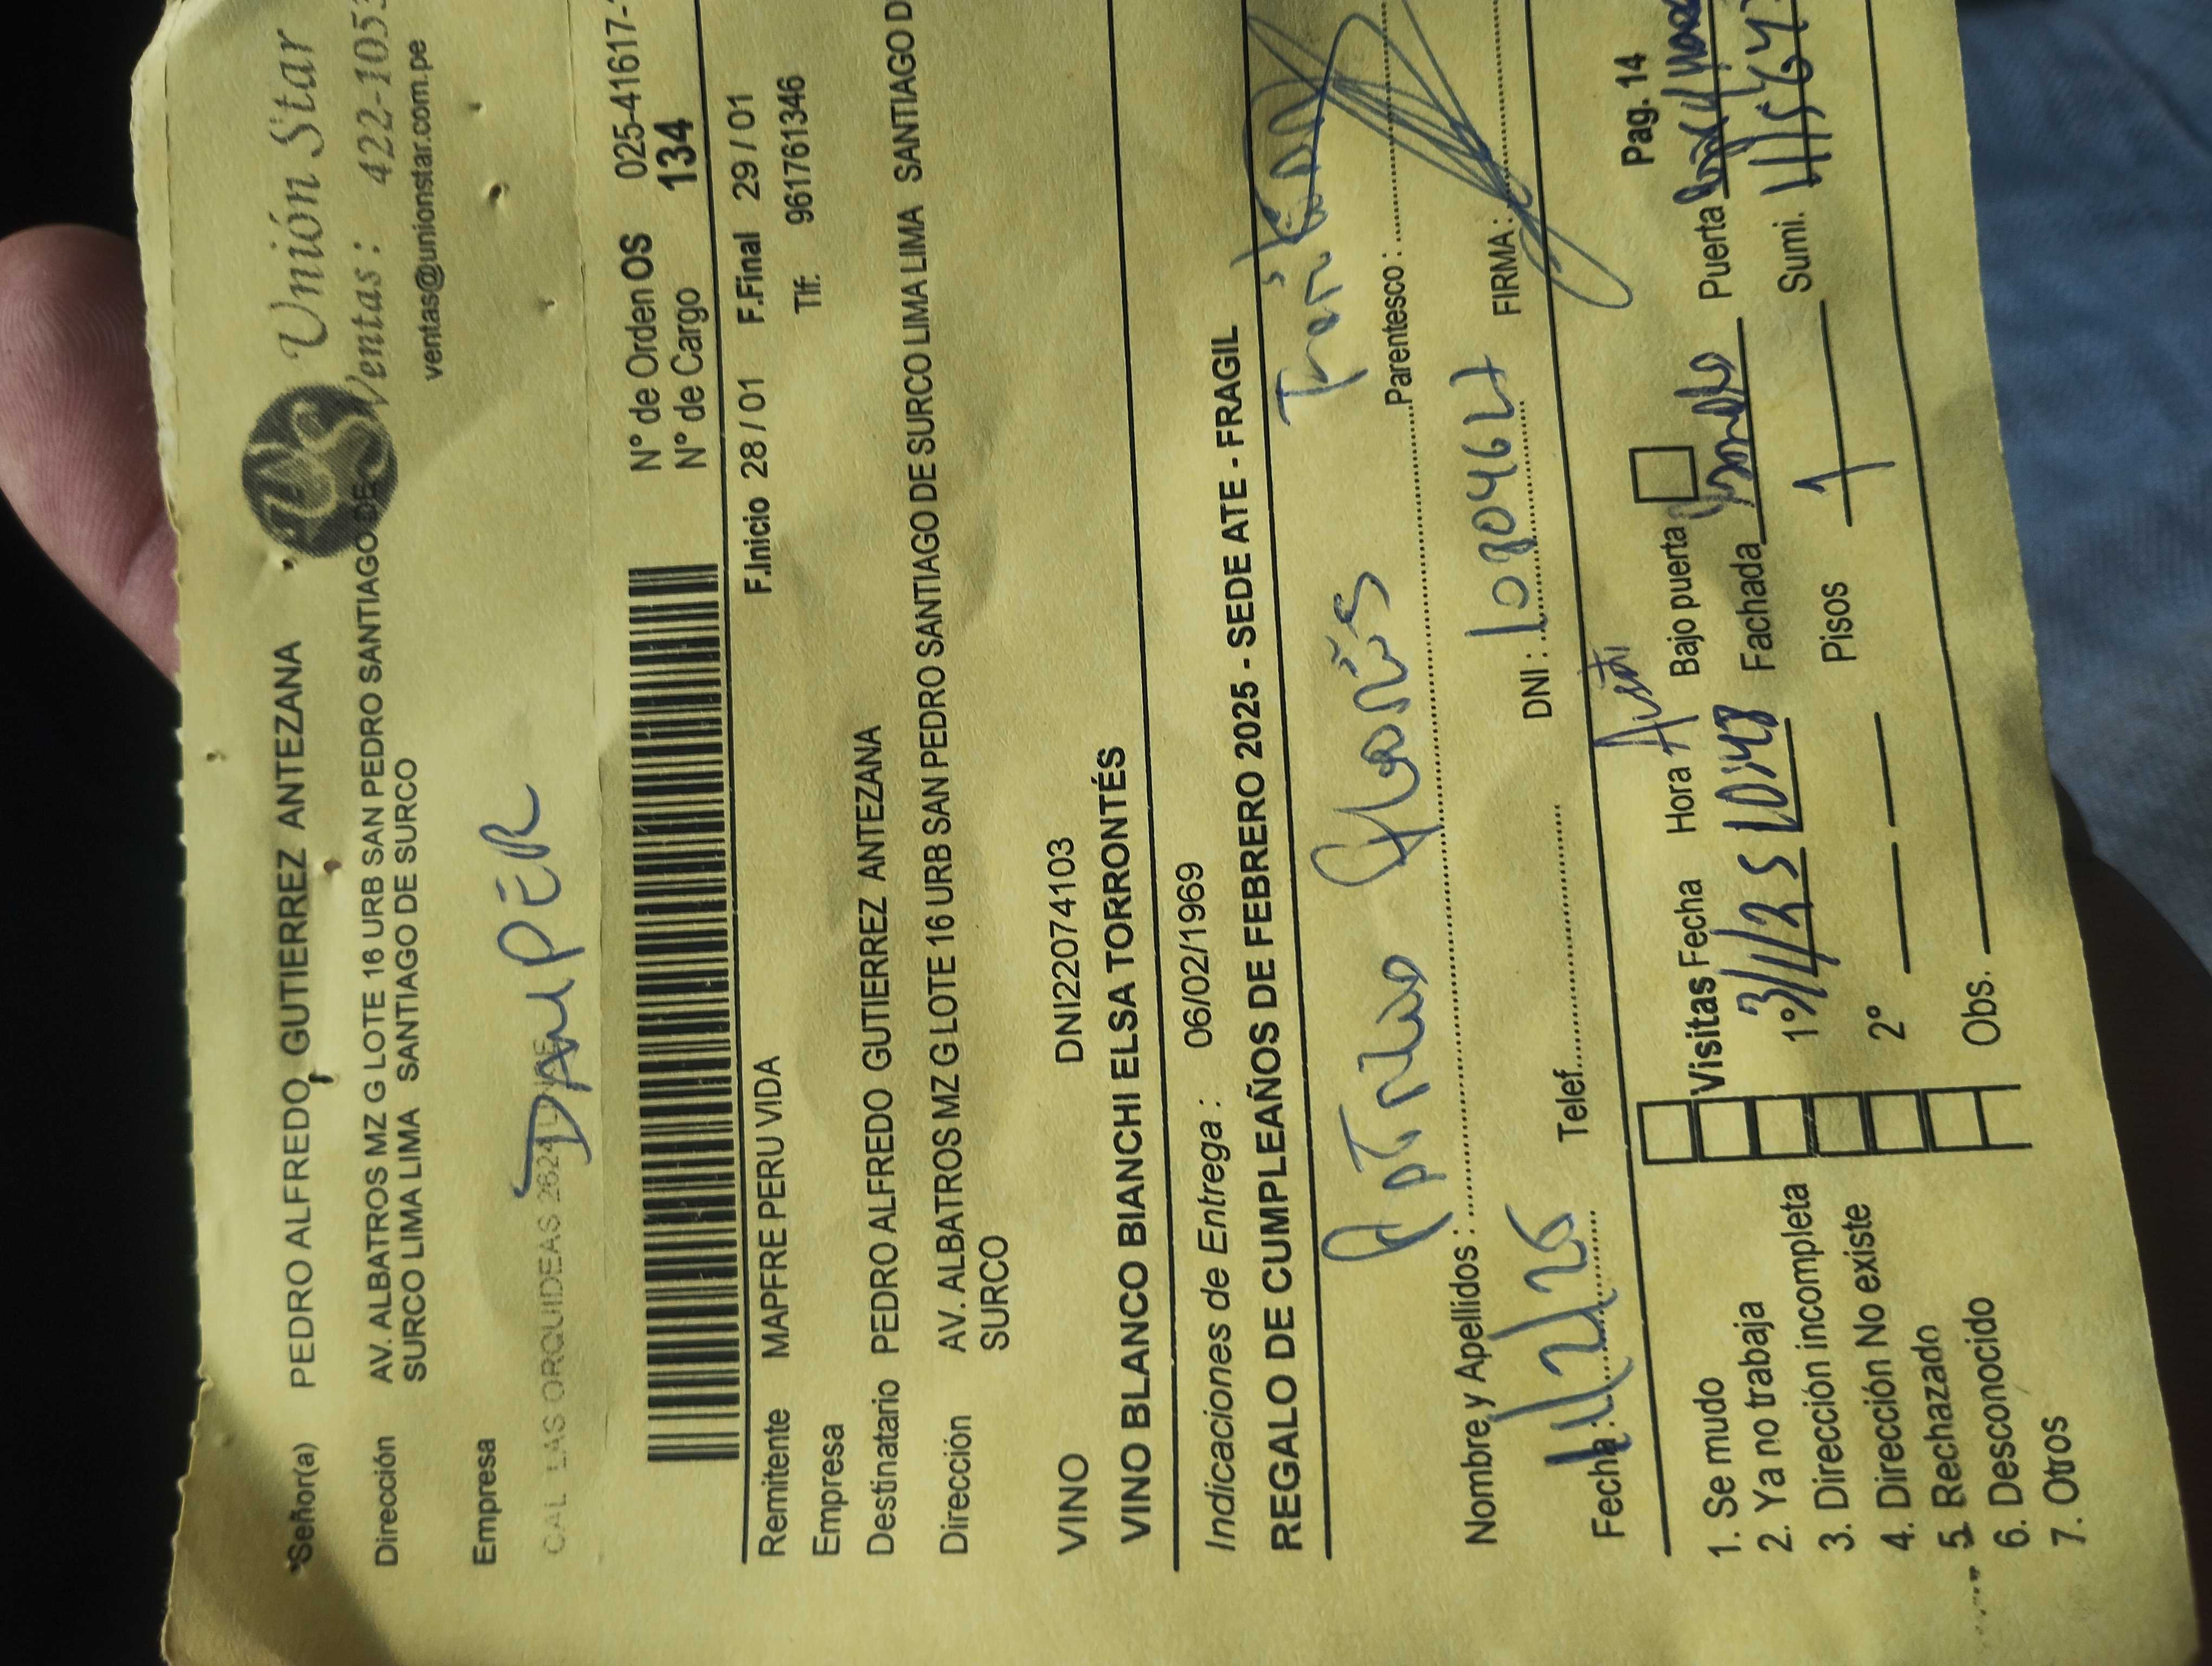 Unión Star
Ventas: 422-105
ventas@unionstar.com.pe
Señor(a) PEDRO ALFREDO GUTIERREZ ANTEZANA
Dirección AV. ALBATROS MZ G LOTE 16 URB SAN PEDRO SANTIAGO DE
SURCO LIMA LIMA SANTIAGO DE SURCO
Empresa
DANPER
CAL LAS ORQUIDEAS 262
N° de Orden OS 025-41617-
N° de Cargo 134
F.Inicio 28 / 01 F.Final 29 / 01
Remitente MAPFRE PERU VIDA Tlf: 961761346
Empresa
Destinatario PEDRO ALFREDO GUTIERREZ ANTEZANA
Dirección AV. ALBATROS MZ G LOTE 16 URB SAN PEDRO SANTIAGO DE SURCO LIMA LIMA SANTIAGO D
SURCO
VINO DNI22074103
VINO BLANCO BIANCHI ELSA TORRONTÉS
Indicaciones de Entrega : 06/02/1969
REGALO DE CUMPLEAÑOS DE FEBRERO 2025 - SEDE ATE - FRAGIL
Nombre y Apellidos : Parentesco :
Fecha : Telef. DNI : FIRMA:
Pag. 14
1. Se mudo
2. Ya no trabaja
3. Dirección incompleta
4. Dirección No existe
5. Rechazado
6. Desconocido
7. Otros
Visitas Fecha Hora Bajo puerta
1° 10:48 Fachada Puerta
2° Pisos 1 Sumi.
Obs.